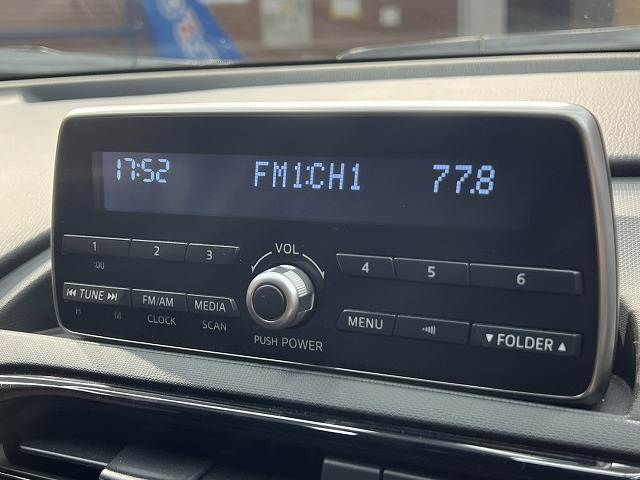 17:52 FM1:CH1 77.8
1 2 3 VOL 4 5 6
:00
⏮ TUNE ⏭ FM/AM MEDIA MENU ▼ FOLDER ▲
H M CLOCK SCAN PUSH POWER